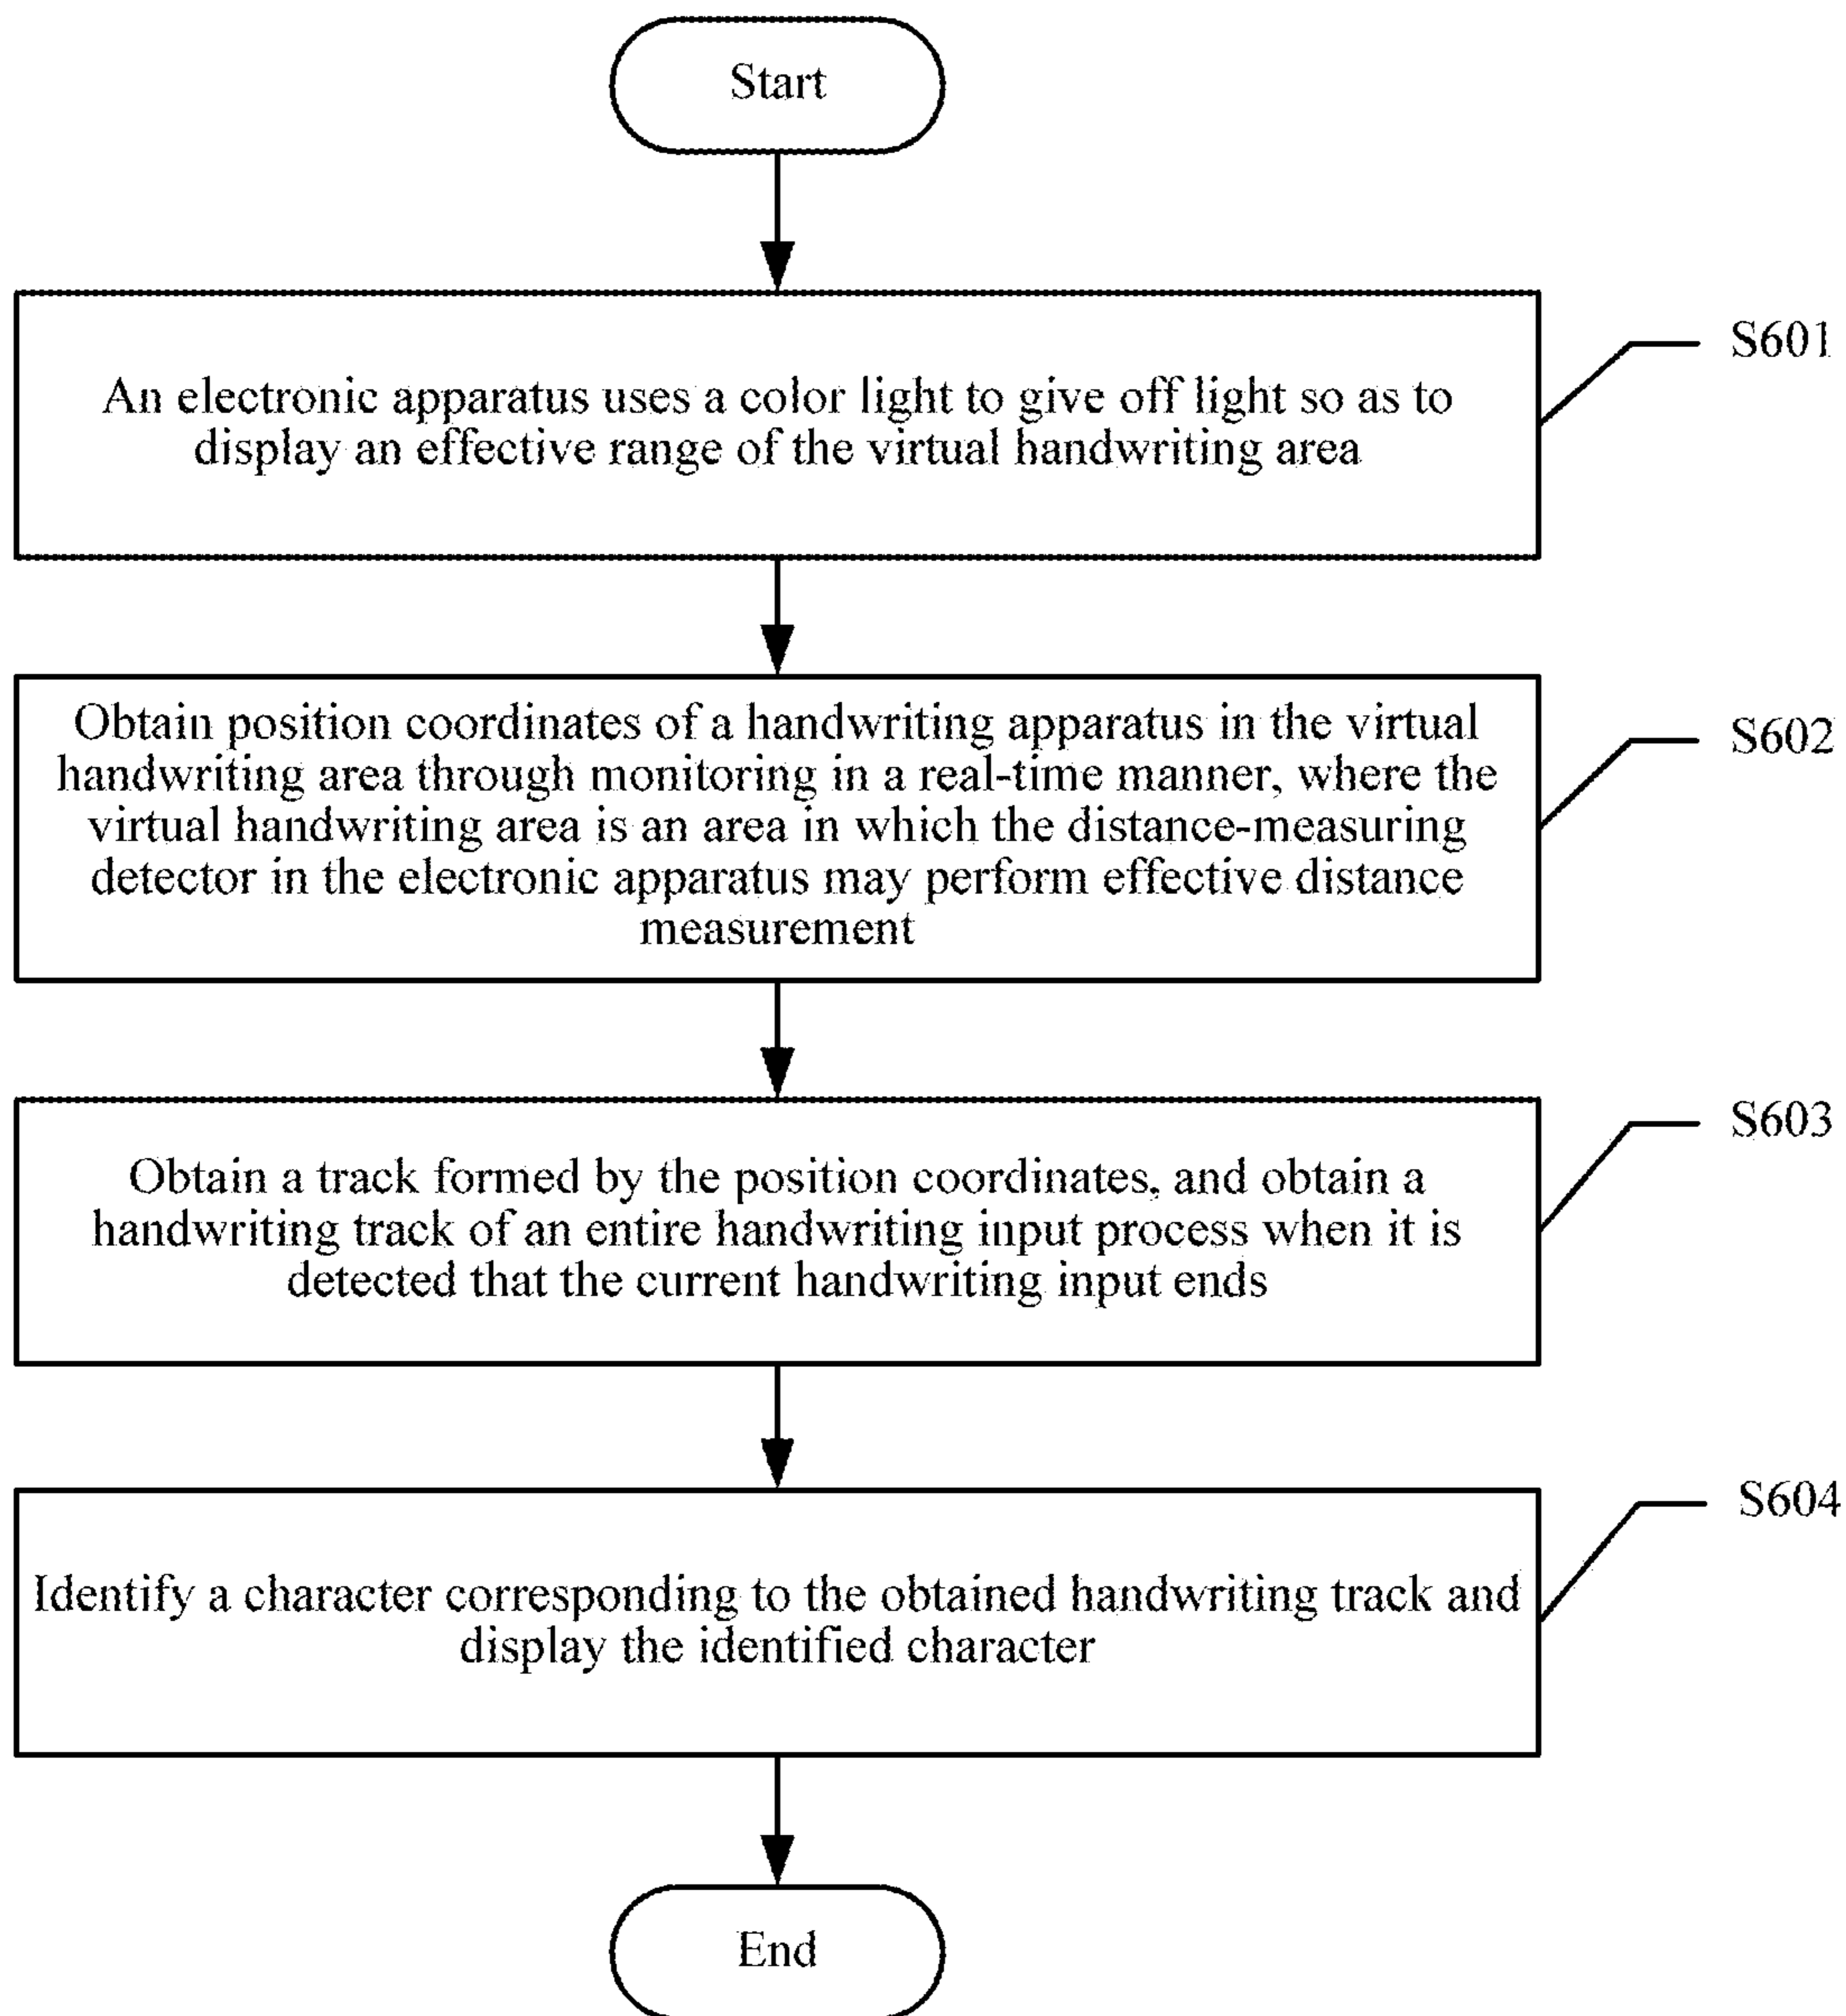 Start
An electronic apparatus uses a color light to give off light so as to
display an effective range of the virtual handwriting area
S601
Obtain position coordinates of a handwriting apparatus in the virtual
handwriting area through monitoring in a real-time manner, where the
virtual handwriting area is an area in which the distance-measuring
detector in the electronic apparatus may perform effective distance
measurement
S602
Obtain a track formed by the position coordinates, and obtain a
handwriting track of an entire handwriting input process when it is
detected that the current handwriting input ends
S603
Identify a character corresponding to the obtained handwriting track and
display the identified character
S604
End